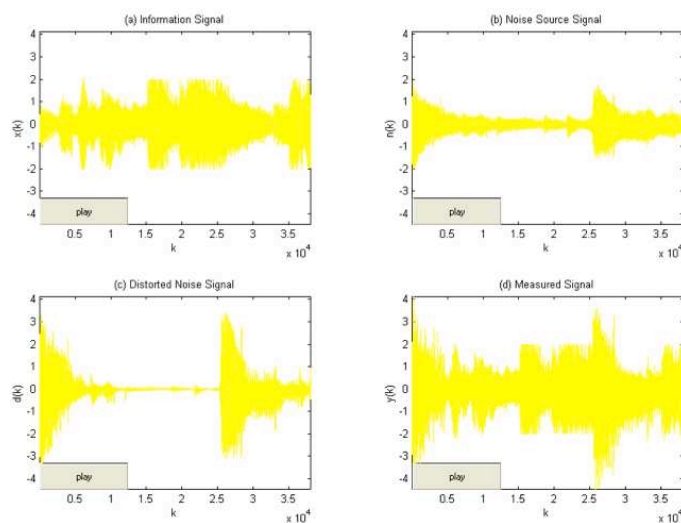 (a) Information Signal
4
3
2
1
0
-1
-2
-3
-4
x(k)
play
0.5 1 1.5 2 2.5 3 3.5
k
x 10^4
(b) Noise Source Signal
4
3
2
1
0
-1
-2
-3
-4
n(k)
play
0.5 1 1.5 2 2.5 3 3.5
k
x 10^4
(c) Distorted Noise Signal
4
3
2
1
0
-1
-2
-3
-4
d(k)
play
0.5 1 1.5 2 2.5 3 3.5
k
x 10^4
(d) Measured Signal
4
3
2
1
0
-1
-2
-3
-4
y(k)
play
0.5 1 1.5 2 2.5 3 3.5
k
x 10^4